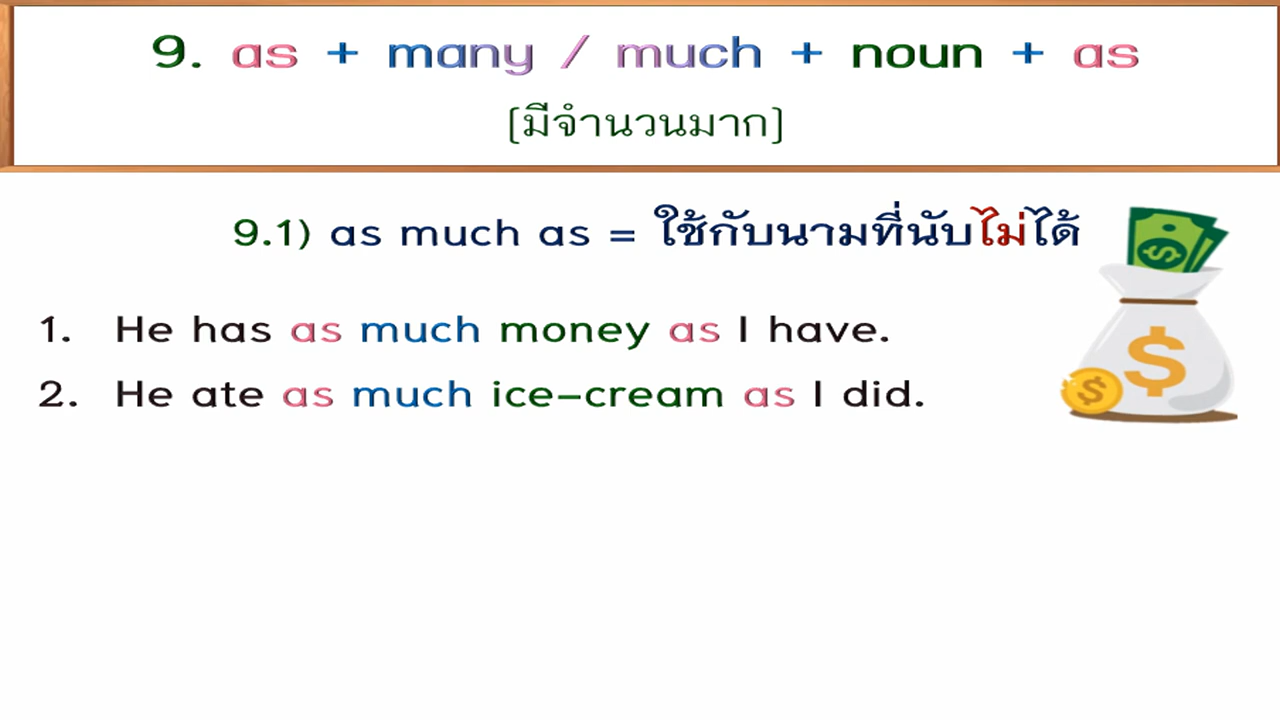 9. as + many / much + noun + as
[มีจำนวนมาก]
9.1) as much as = ใช้กับนามที่นับไม่ได้
1. He has as much money as I have.
2. He ate as much ice-cream as I did.
$
$
$